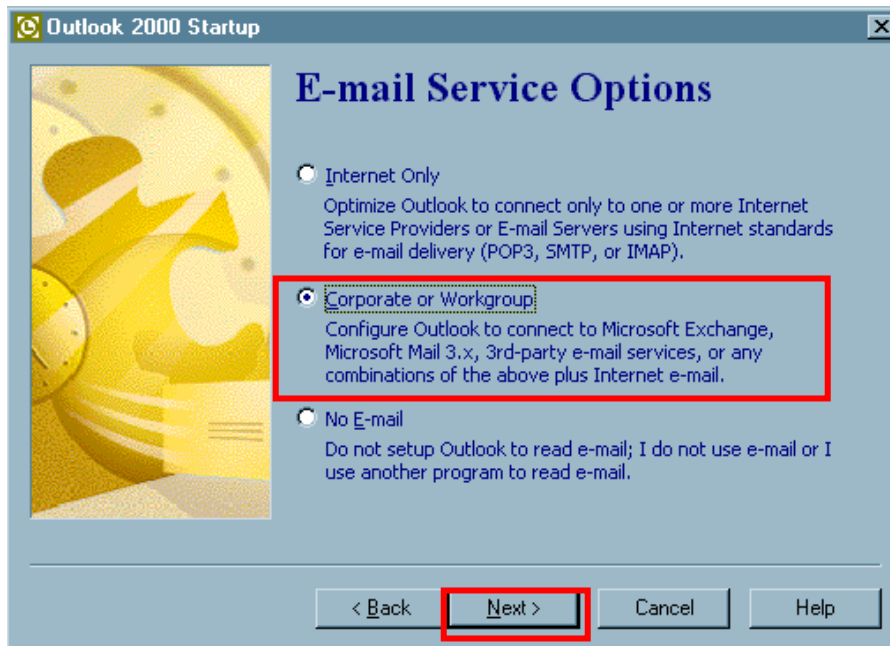 Outlook 2000 Startup
E-mail Service Options
Internet Only
Optimize Outlook to connect only to one or more Internet
Service Providers or E-mail Servers using Internet standards
for e-mail delivery (POP3, SMTP, or IMAP).
Corporate or Workgroup
Configure Outlook to connect to Microsoft Exchange,
Microsoft Mail 3.x, 3rd-party e-mail services, or any
combinations of the above plus Internet e-mail.
No E-mail
Do not setup Outlook to read e-mail; I do not use e-mail or I
use another program to read e-mail.
< Back Next > Cancel Help